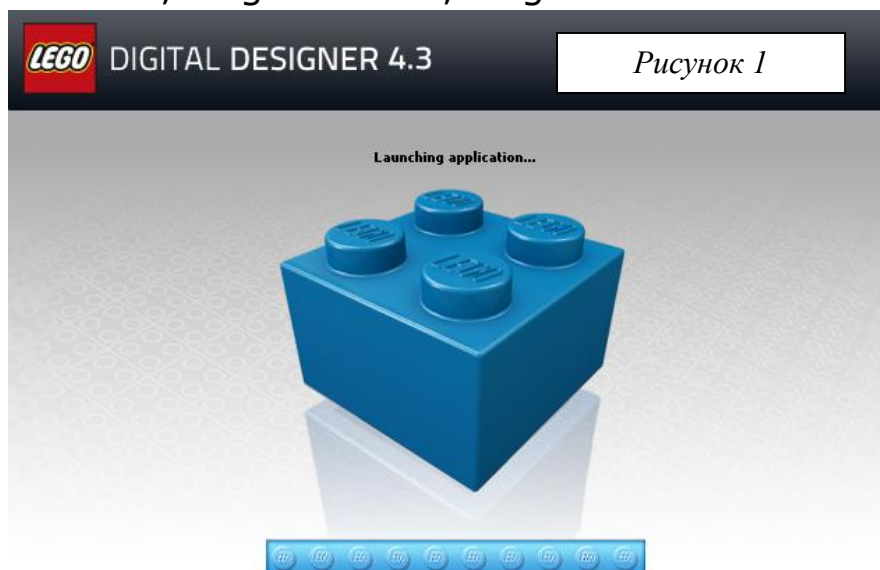 LEGO DIGITAL DESIGNER 4.3
Рисунок 1
Launching application...